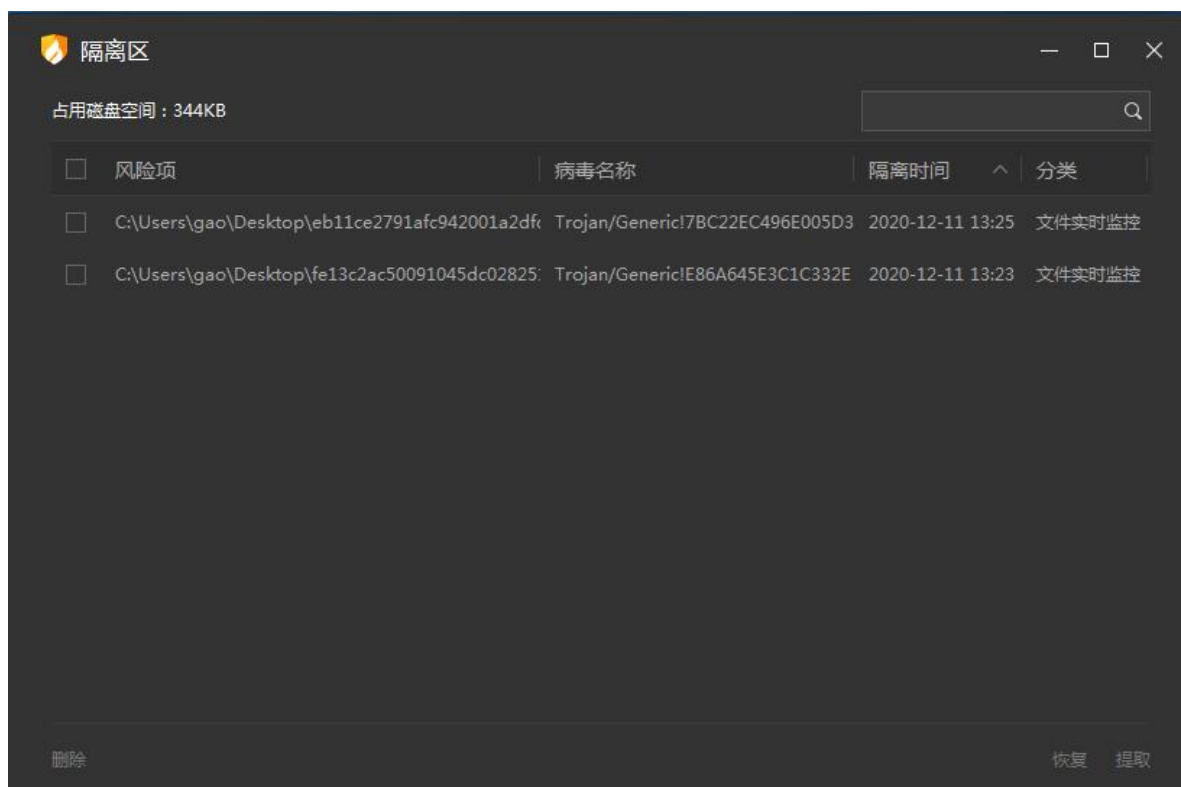 隔离区
占用磁盘空间：344KB
风险项 病毒名称 隔离时间 分类
C:\Users\gao\Desktop\eb11ce2791afc942001a2dfc Trojan/Generic!7BC22EC496E005D3 2020-12-11 13:25 文件实时监控
C:\Users\gao\Desktop\fe13c2ac50091045dc02825 Trojan/Generic!E86A645E3C1C332E 2020-12-11 13:23 文件实时监控
删除 恢复 提取